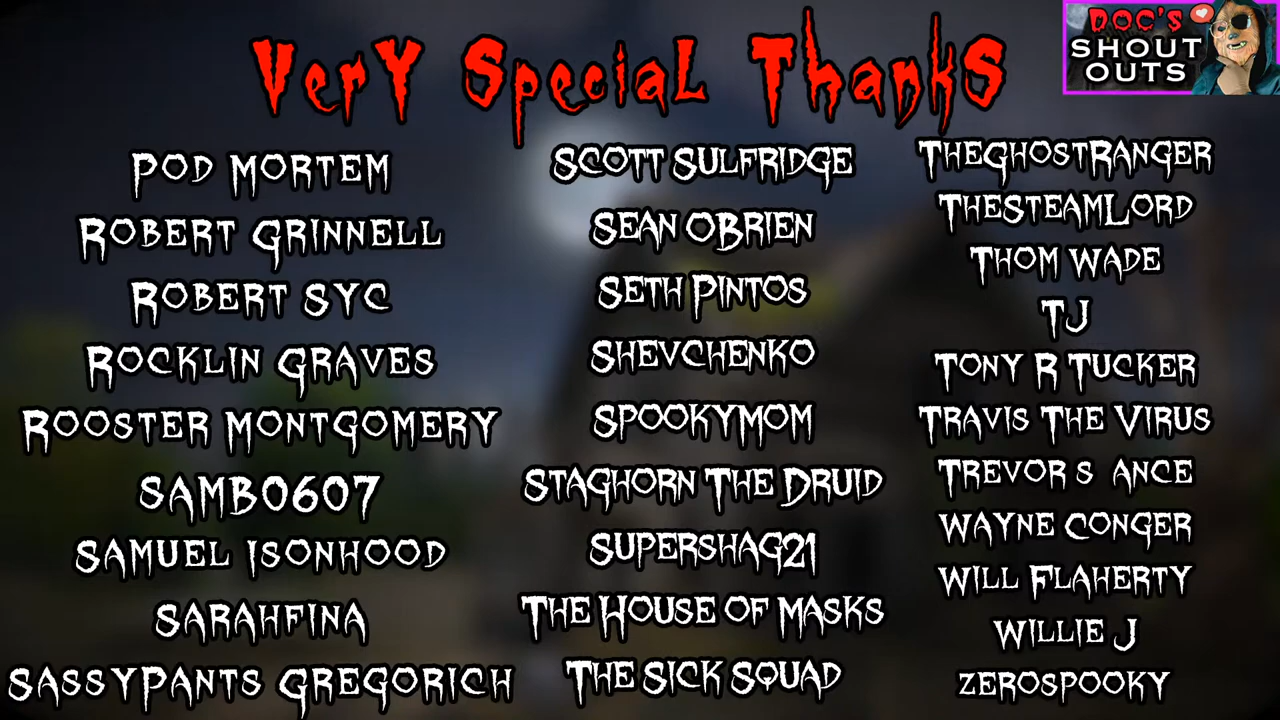 Very Special Thanks
DOC'S
SHOUT
OUTS
Pod Mortem
Robert Grinnell
Robert Syc
Rocklin Graves
Rooster Montgomery
Sambo607
Samuel Isonhood
Sarahfina
SassyPants Gregorich
Scott Sulfridge
Sean OBrien
Seth Pintos
Shevchenko
Spookymom
Staghorn The Druid
Supershag21
The House of Masks
The Sick Squad
TheGhostRanger
TheSteamLord
Thom Wade
TJ
Tony R Tucker
Travis The Virus
Trevor s ance
Wayne Conger
Will Flaherty
Willie J
zerospooky